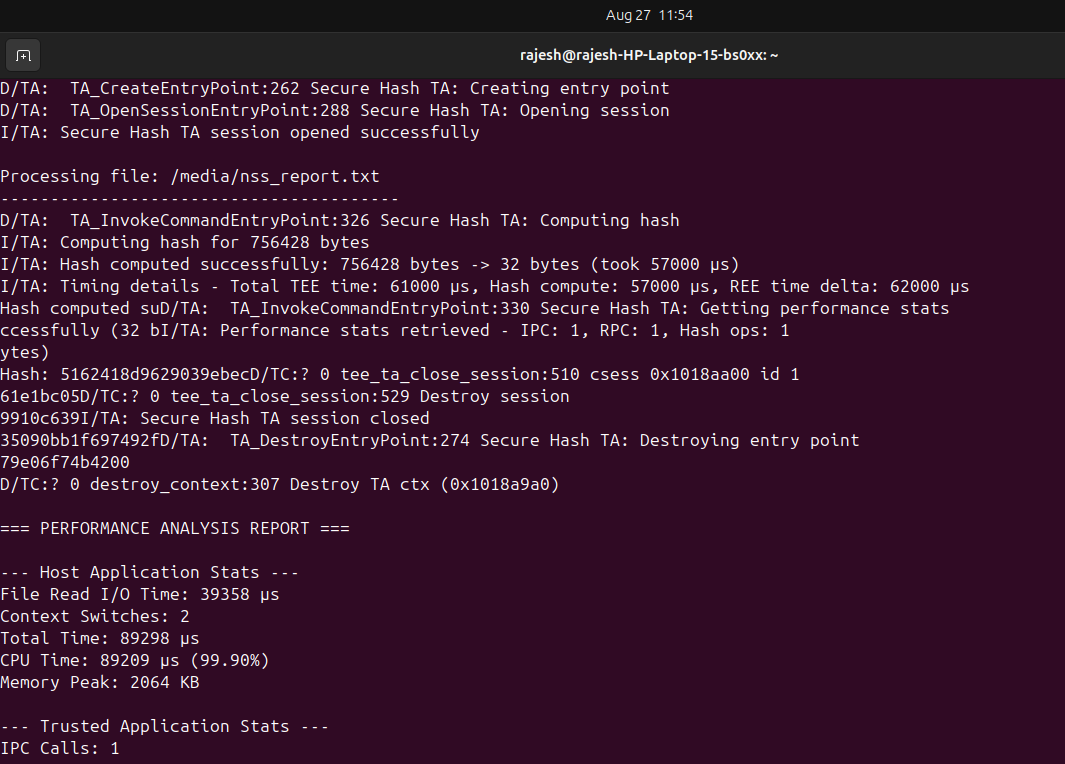 Aug 27 11:54
rajesh@rajesh-HP-Laptop-15-bs0xx: ~
D/TA:  TA_CreateEntryPoint:262 Secure Hash TA: Creating entry point
D/TA:  TA_OpenSessionEntryPoint:288 Secure Hash TA: Opening session
I/TA: Secure Hash TA session opened successfully
Processing file: /media/nss_report.txt
----------------------------------------
D/TA:  TA_InvokeCommandEntryPoint:326 Secure Hash TA: Computing hash
I/TA: Computing hash for 756428 bytes
I/TA: Hash computed successfully: 756428 bytes -> 32 bytes (took 57000 µs)
I/TA: Timing details - Total TEE time: 61000 µs, Hash compute: 57000 µs, REE time delta: 62000 µs
Hash computed suD/TA:  TA_InvokeCommandEntryPoint:330 Secure Hash TA: Getting performance stats
ccessfully (32 bI/TA: Performance stats retrieved - IPC: 1, RPC: 1, Hash ops: 1
ytes)
Hash: 5162418d9629039ebecD/TC:? 0 tee_ta_close_session:510 csess 0x1018aa00 id 1
61e1bc05D/TC:? 0 tee_ta_close_session:529 Destroy session
9910c639I/TA: Secure Hash TA session closed
35090bb1f697492fD/TA:  TA_DestroyEntryPoint:274 Secure Hash TA: Destroying entry point
79e06f74b4200
D/TC:? 0 destroy_context:307 Destroy TA ctx (0x1018a9a0)
=== PERFORMANCE ANALYSIS REPORT ===
--- Host Application Stats ---
File Read I/O Time: 39358 µs
Context Switches: 2
Total Time: 89298 µs
CPU Time: 89209 µs (99.90%)
Memory Peak: 2064 KB
--- Trusted Application Stats ---
IPC Calls: 1